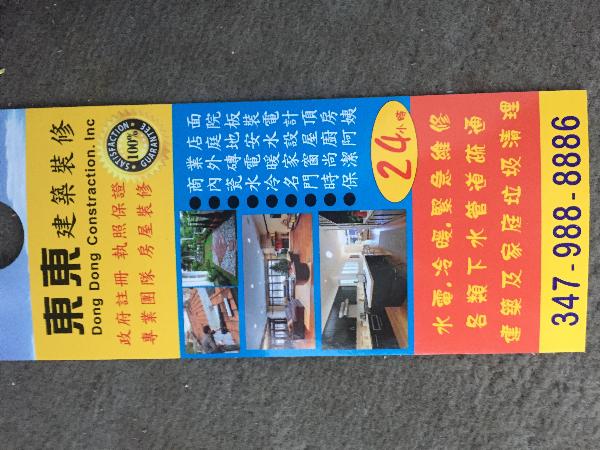 東東 建築裝修
Dong Dong Constraction. Inc
政府註冊 執照保證
專業團隊 房屋裝修
SATISFACTION
100%
GUARANTEE
商業店面
內外庭院
瓷磚地板
水電安裝
冷暖水電
名家設計
門窗屋頂
時尚廚房
保潔阿姨
24小時
水電,冷暖,緊急維修
各類下水管道疏通
建築及家庭垃圾清理
347-988-8886